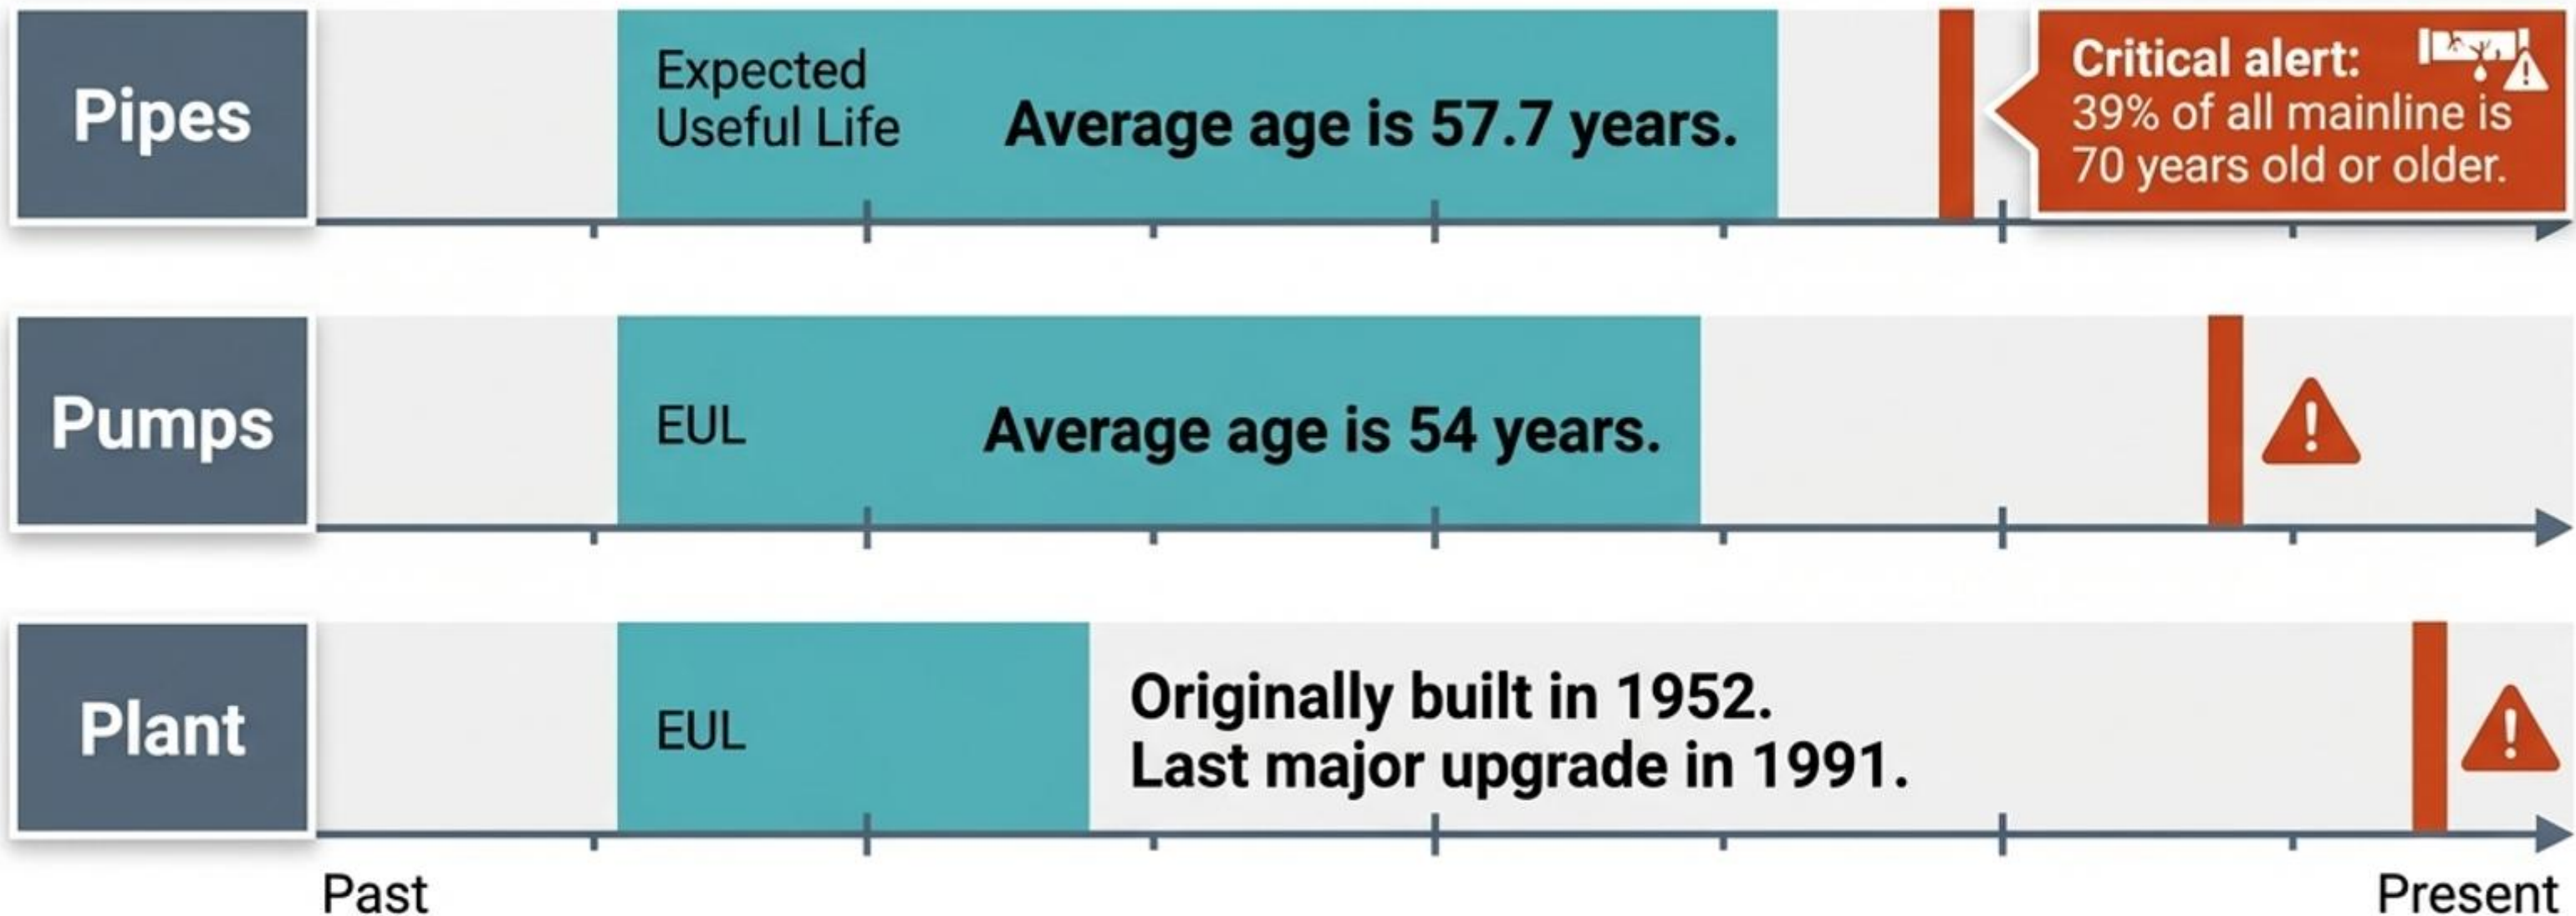 Pipes
Expected
Useful Life
Average age is 57.7 years.
Critical alert:
39% of all mainline is
70 years old or older.
Pumps
EUL
Average age is 54 years.
Plant
EUL
Originally built in 1952.
Last major upgrade in 1991.
Past
Present